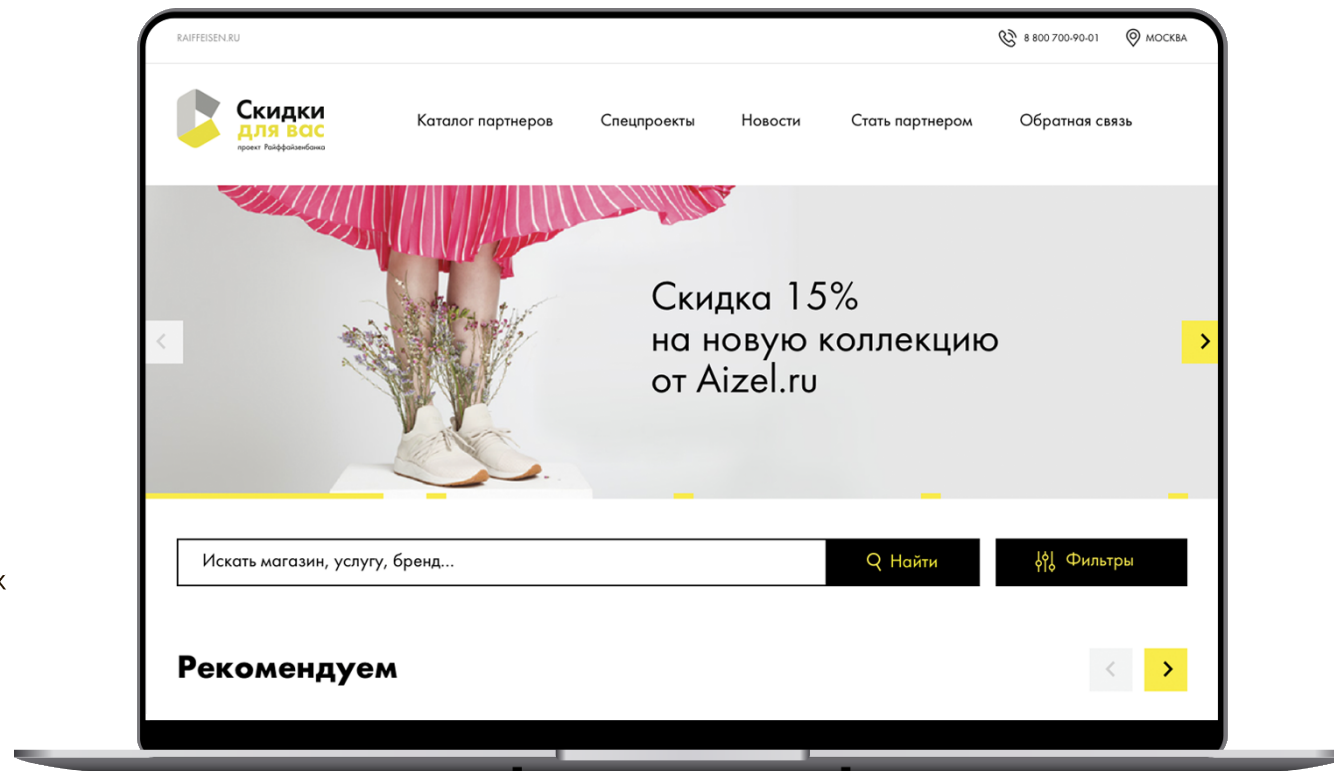 RAIFFEISEN.RU
8 800 700-90-01
МОСКВА
Скидки
для вас
проект Райффайзенбанка
Каталог партнеров
Спецпроекты
Новости
Стать партнером
Обратная связь
Скидка 15%
на новую коллекцию
от Aizel.ru
Искать магазин, услугу, бренд...
Найти
Фильтры
Рекомендуем